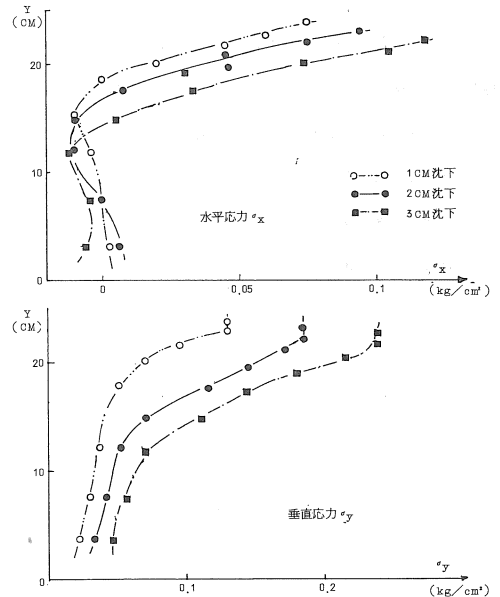 Y
(CM)
20
10
0
0
0.05
0.1
σx
(kg/cm²)
1CM沈下
2CM沈下
3CM沈下
水平応力 σx
Y
(CM)
20
10
0
0.1
0.2
σy
(kg/cm²)
垂直応力 σy